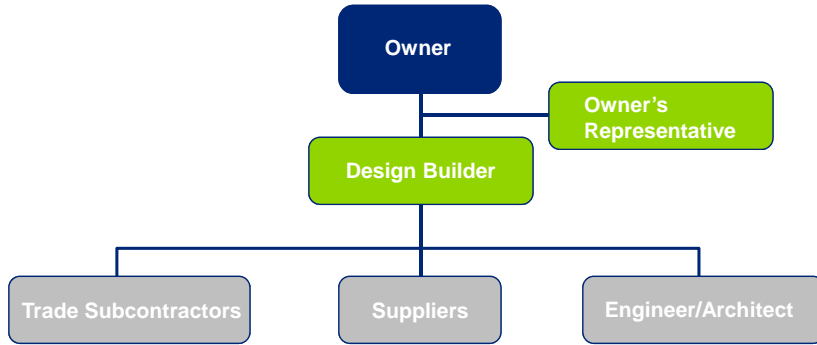 Owner
Owner’s
Representative
Design Builder
Trade Subcontractors
Suppliers
Engineer/Architect